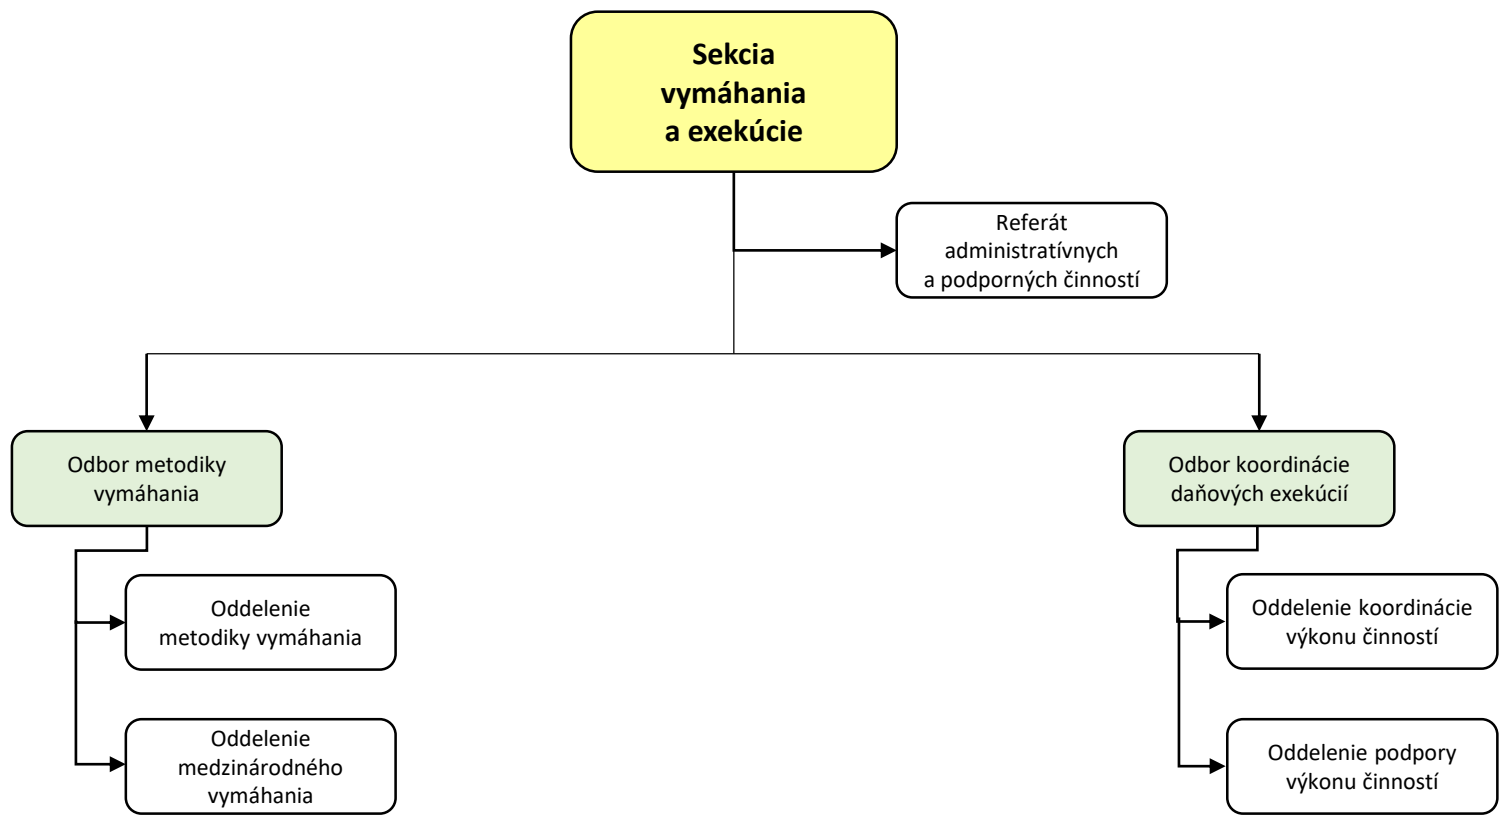 Sekcia
vymáhania
a exekúcie
Referát
administratívnych
a podporných činností
Odbor metodiky
vymáhania
Odbor koordinácie
daňových exekúcií
Oddelenie
metodiky vymáhania
Oddelenie koordinácie
výkonu činností
Oddelenie
medzinárodného
vymáhania
Oddelenie podpory
výkonu činností